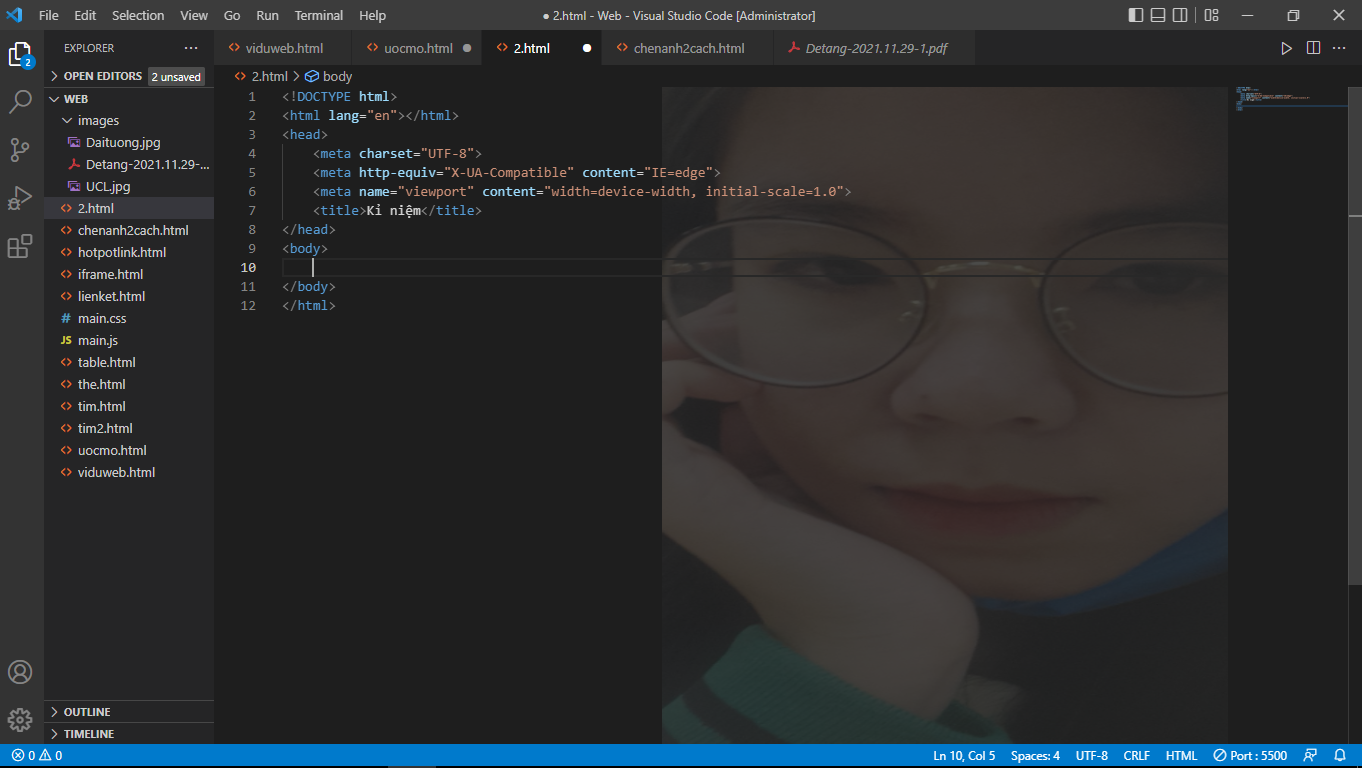 File Edit Selection View Go Run Terminal Help
● 2.html - Web - Visual Studio Code [Administrator]
EXPLORER ···
viduweb.html uocmo.html 2.html chenanh2cach.html Detang-2021.11.29-1.pdf
2
OPEN EDITORS 2 unsaved
WEB
images
Daituong.jpg
Detang-2021.11.29-...
UCL.jpg
2.html
chenanh2cach.html
hotpotlink.html
iframe.html
lienket.html
# main.css
JS main.js
table.html
the.html
tim.html
tim2.html
uocmo.html
viduweb.html
OUTLINE
TIMELINE
2.html > body
1 <!DOCTYPE html>
2 <html lang="en"></html>
3 <head>
4 <meta charset="UTF-8">
5 <meta http-equiv="X-UA-Compatible" content="IE=edge">
6 <meta name="viewport" content="width=device-width, initial-scale=1.0">
7 <title>Kỉ niệm</title>
8 </head>
9 <body>
10
11 </body>
12 </html>
0 0 Ln 10, Col 5 Spaces: 4 UTF-8 CRLF HTML Port : 5500